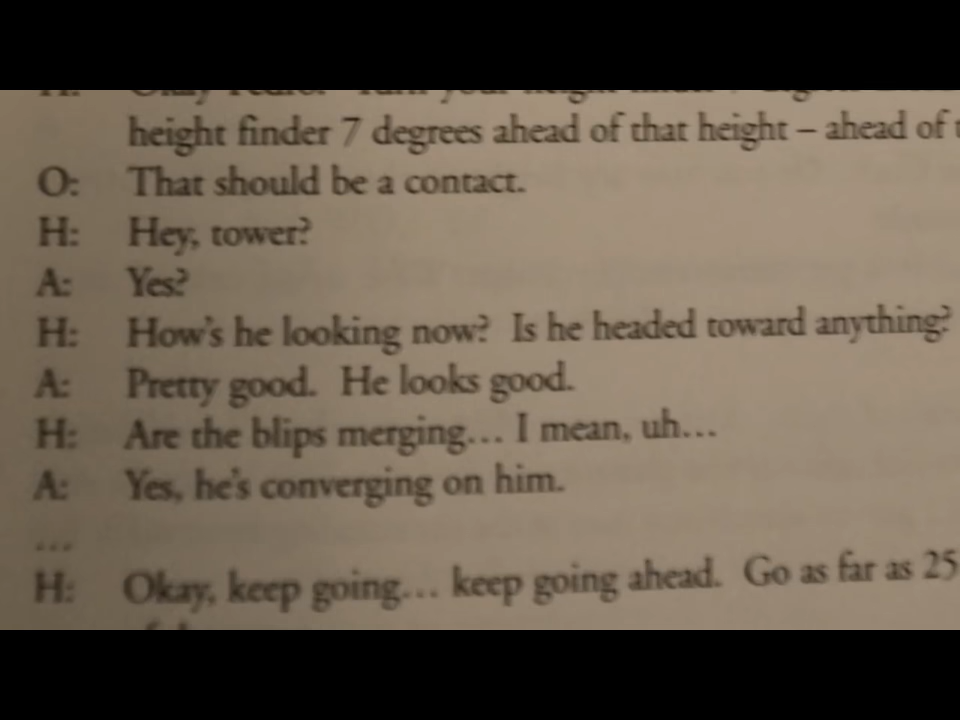 height finder 7 degrees ahead of that height – ahead of
O: That should be a contact.
H: Hey, tower?
A: Yes?
H: How's he looking now? Is he headed toward anything?
A: Pretty good. He looks good.
H: Are the blips merging… I mean, uh…
A: Yes, he's converging on him.
…
H: Okay, keep going… keep going ahead. Go as far as 25